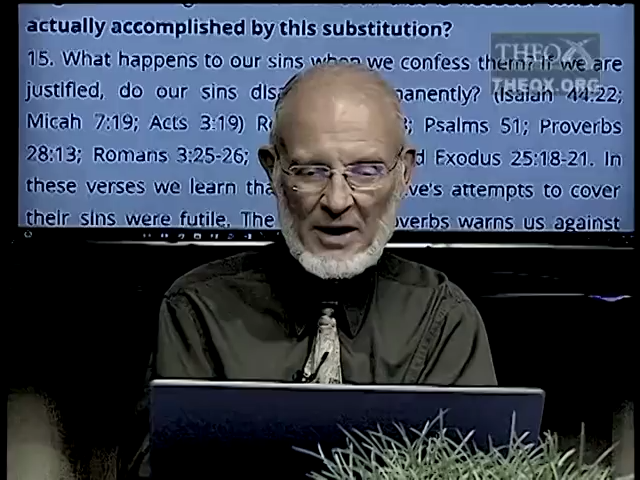 actually accomplished by this substitution?
15. What happens to our sins when we confess them? If we are
justified, do our sins manently? (Isaiah 44:22;
Micah 7:19; Acts 3:19) Psalms 51; Proverbs
28:13; Romans 3:25-26; Exodus 25:18-21. In
these verses we learn ve's attempts to cover
their sins were futile. The verbs warns us against
THEOX
THEOX.ORG